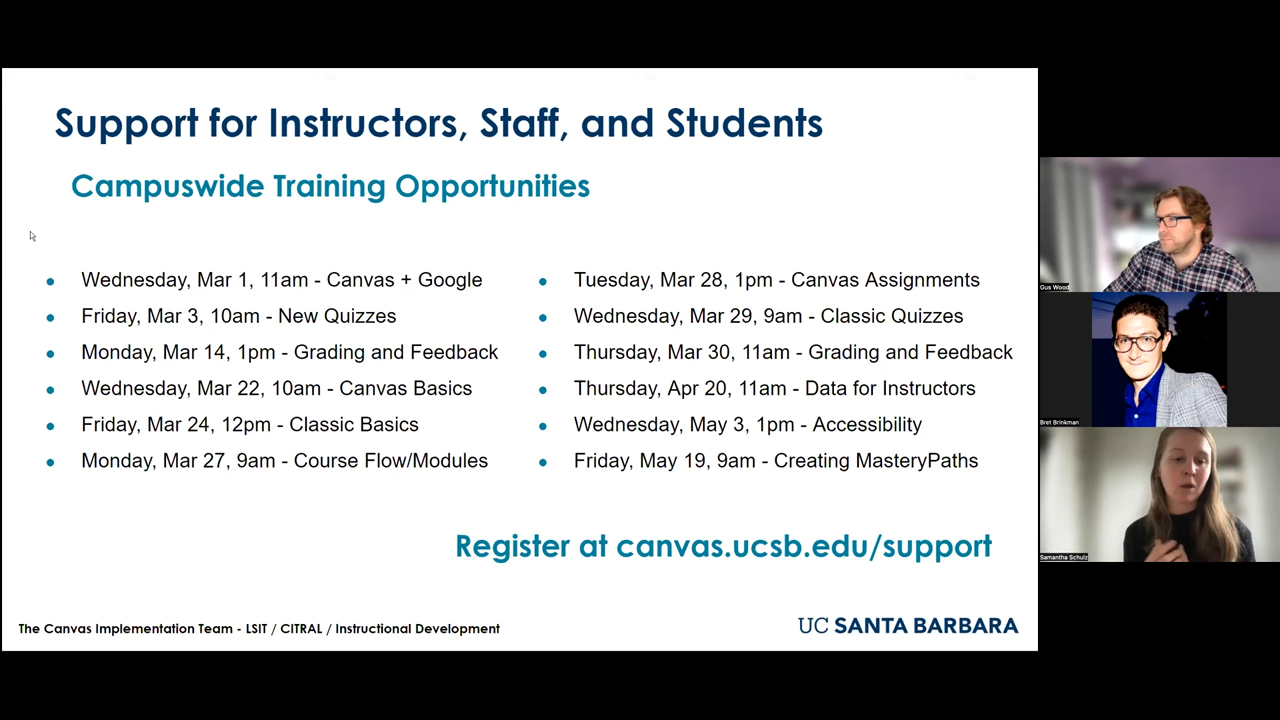 Support for Instructors, Staff, and Students
Campuswide Training Opportunities
Wednesday, Mar 1, 11am - Canvas + Google
Friday, Mar 3, 10am - New Quizzes
Monday, Mar 14, 1pm - Grading and Feedback
Wednesday, Mar 22, 10am - Canvas Basics
Friday, Mar 24, 12pm - Classic Basics
Monday, Mar 27, 9am - Course Flow/Modules
Tuesday, Mar 28, 1pm - Canvas Assignments
Wednesday, Mar 29, 9am - Classic Quizzes
Thursday, Mar 30, 11am - Grading and Feedback
Thursday, Apr 20, 11am - Data for Instructors
Wednesday, May 3, 1pm - Accessibility
Friday, May 19, 9am - Creating MasteryPaths
Register at canvas.ucsb.edu/support
The Canvas Implementation Team - LSIT / CITRAL / Instructional Development
UC SANTA BARBARA
Gus Wood
Bret Brinkman
Samantha Schulz